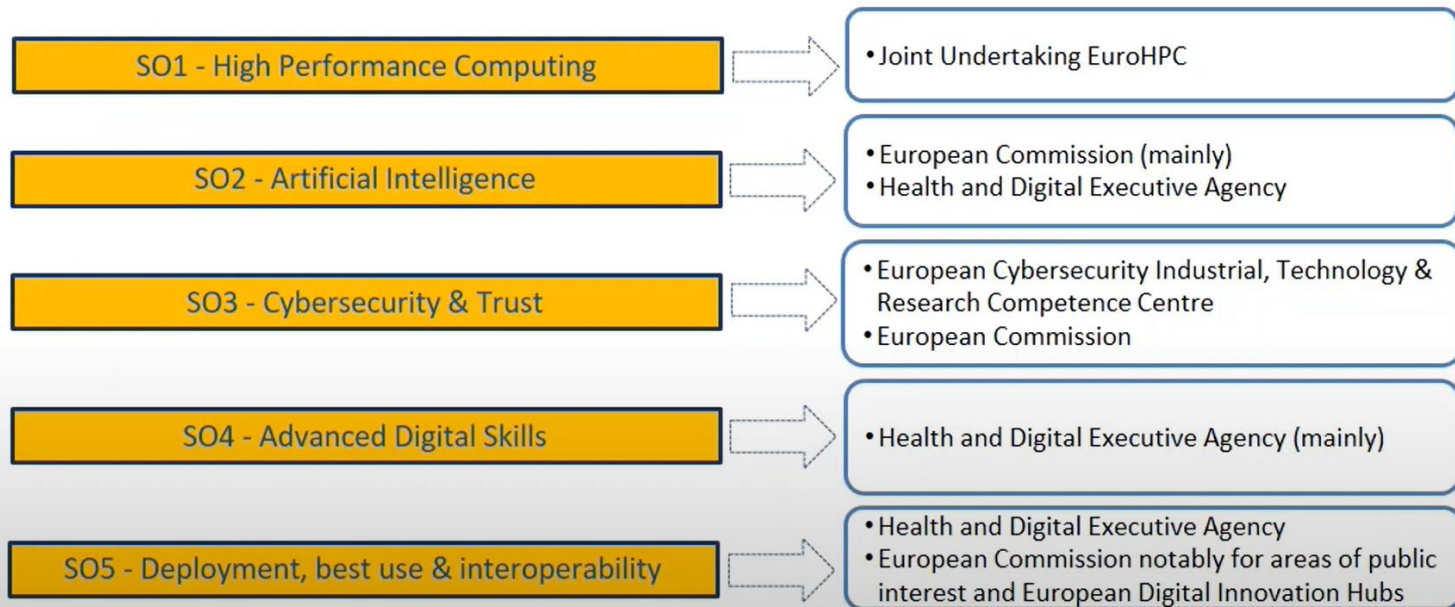 SO1 - High Performance Computing
• Joint Undertaking EuroHPC
SO2 - Artificial Intelligence
• European Commission (mainly)
• Health and Digital Executive Agency
SO3 - Cybersecurity & Trust
• European Cybersecurity Industrial, Technology &
Research Competence Centre
• European Commission
SO4 - Advanced Digital Skills
• Health and Digital Executive Agency (mainly)
SO5 - Deployment, best use & interoperability
• Health and Digital Executive Agency
• European Commission notably for areas of public
interest and European Digital Innovation Hubs